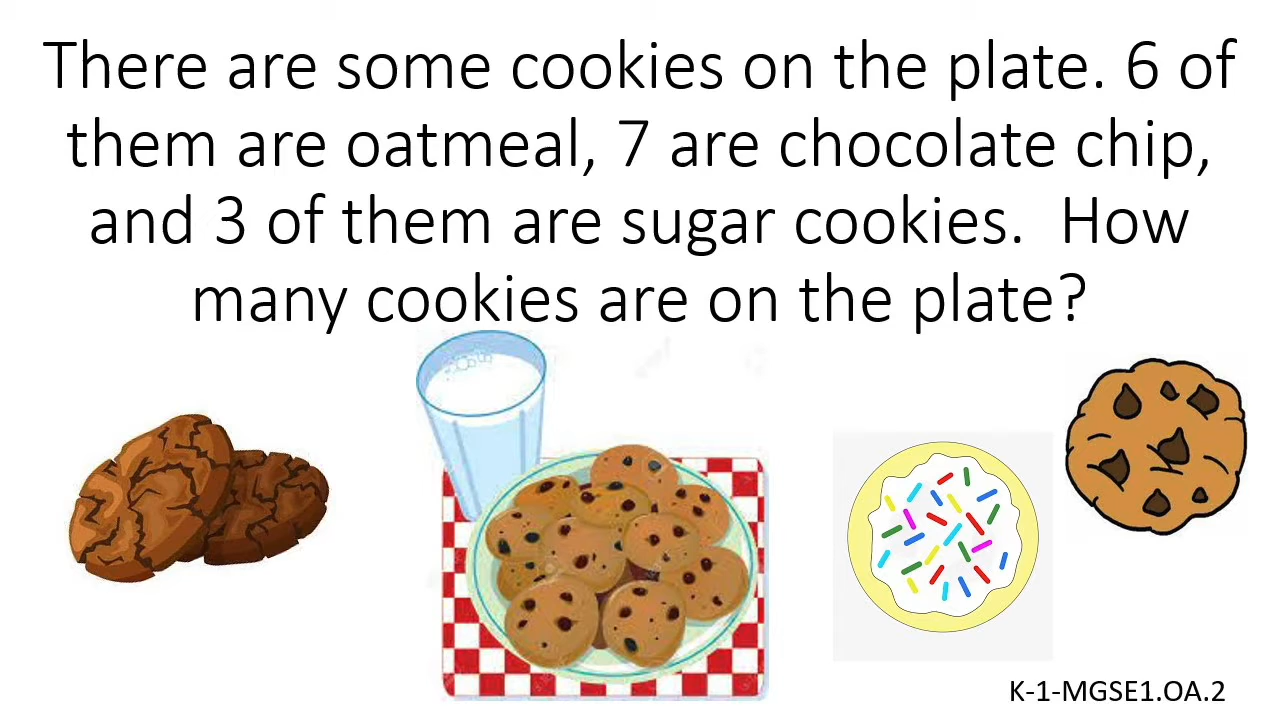 There are some cookies on the plate. 6 of
them are oatmeal, 7 are chocolate chip,
and 3 of them are sugar cookies.  How
many cookies are on the plate?
K-1-MGSE1.OA.2